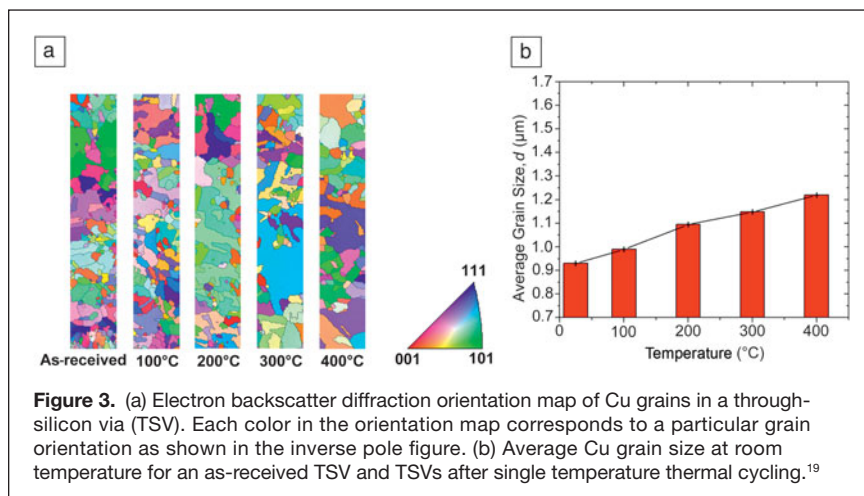 a
As-received 100°C 200°C 300°C 400°C
111
001
101
b
1.7
1.6
1.5
1.4
1.3
1.2
1.1
1.0
0.9
0.8
0.7
Average Grain Size, d (μm)
0 100 200 300 400
Temperature (°C)
Figure 3. (a) Electron backscatter diffraction orientation map of Cu grains in a through-
silicon via (TSV). Each color in the orientation map corresponds to a particular grain
orientation as shown in the inverse pole figure. (b) Average Cu grain size at room
temperature for an as-received TSV and TSVs after single temperature thermal cycling.¹⁹